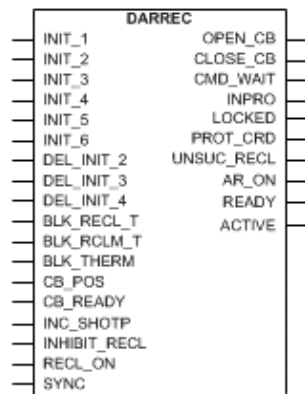 DARREC
INIT_1 OPEN_CB
INIT_2 CLOSE_CB
INIT_3 CMD_WAIT
INIT_4 INPRO
INIT_5 LOCKED
INIT_6 PROT_CRD
DEL_INIT_2 UNSUC_RECL
DEL_INIT_3 AR_ON
DEL_INIT_4 READY
BLK_RECL_T ACTIVE
BLK_RCLM_T
BLK_THERM
CB_POS
CB_READY
INC_SHOTP
INHIBIT_RECL
RECL_ON
SYNC